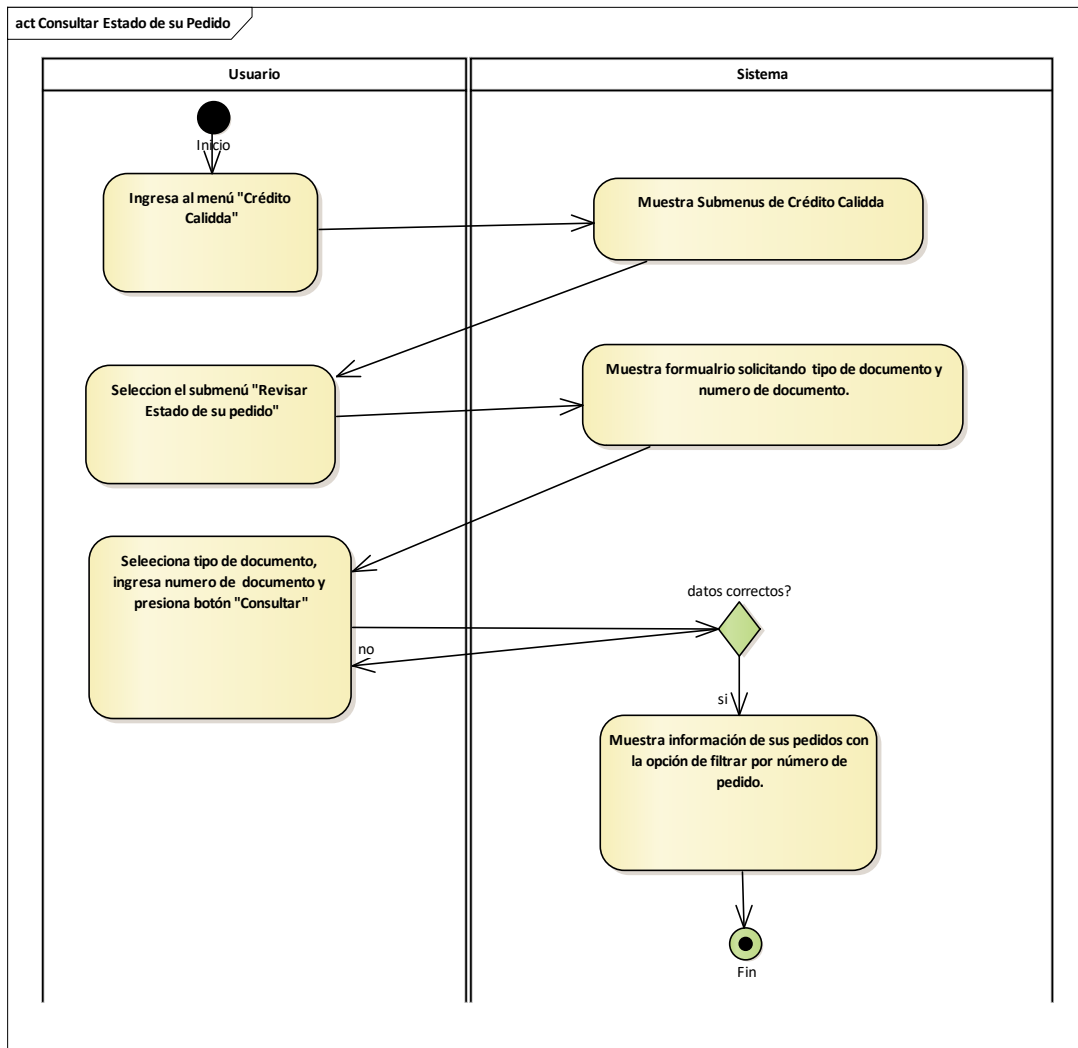 act Consultar Estado de su Pedido
Usuario
Sistema
Inicio
Ingresa al menú "Crédito
Calidda"
Muestra Submenus de Crédito Calidda
Seleccion el submenú "Revisar
Estado de su pedido"
Muestra formualrio solicitando tipo de documento y
numero de documento.
Seleeciona tipo de documento,
ingresa numero de documento y
presiona botón "Consultar"
datos correctos?
no
si
Muestra información de sus pedidos con
la opción de filtrar por número de
pedido.
Fin